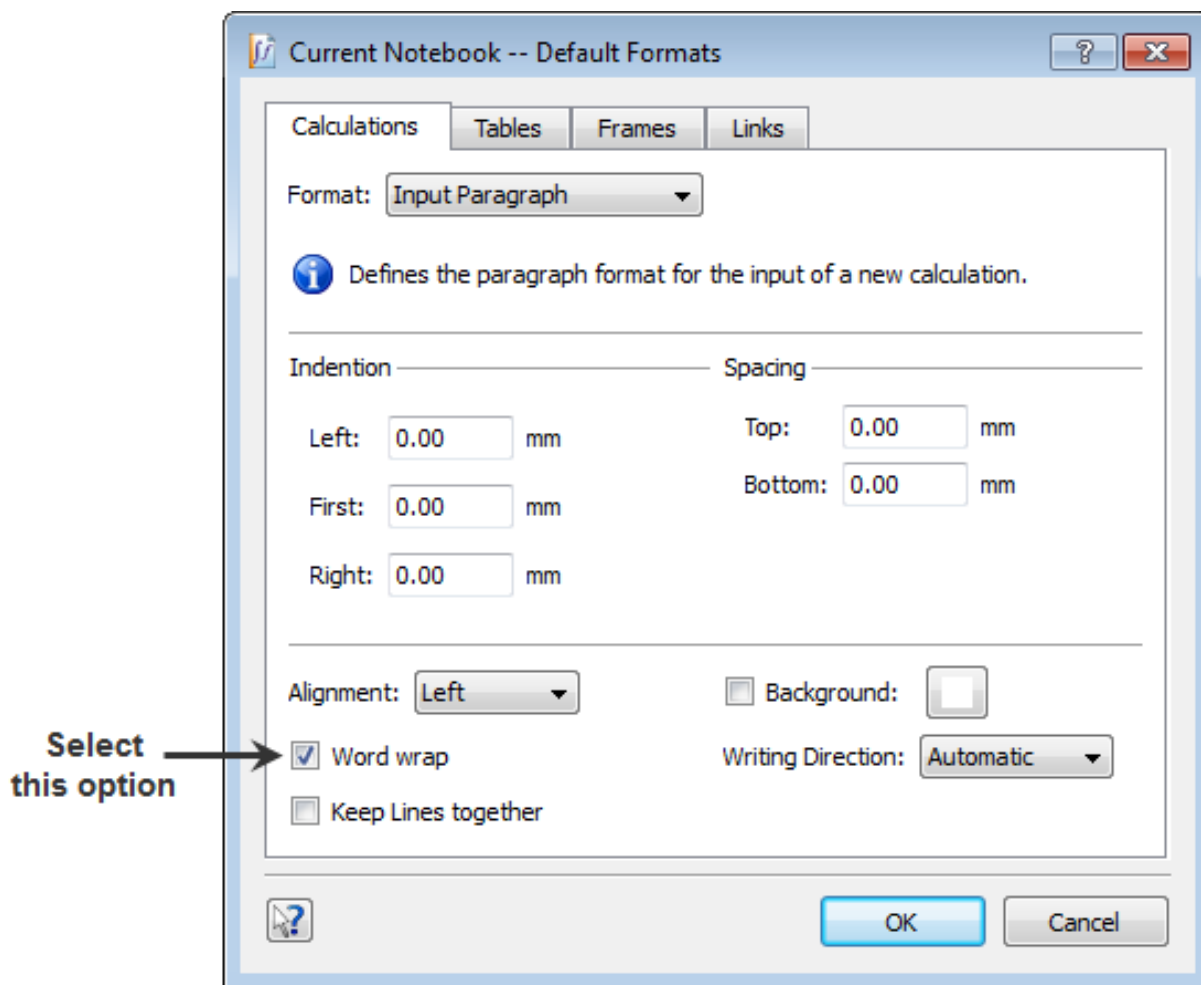 Current Notebook -- Default Formats
Calculations Tables Frames Links
Format: Input Paragraph
Defines the paragraph format for the input of a new calculation.
Indention Spacing
Left: 0.00 mm Top: 0.00 mm
Bottom: 0.00 mm
First: 0.00 mm
Right: 0.00 mm
Alignment: Left Background:
Select
this option
Word wrap Writing Direction: Automatic
Keep Lines together
OK Cancel